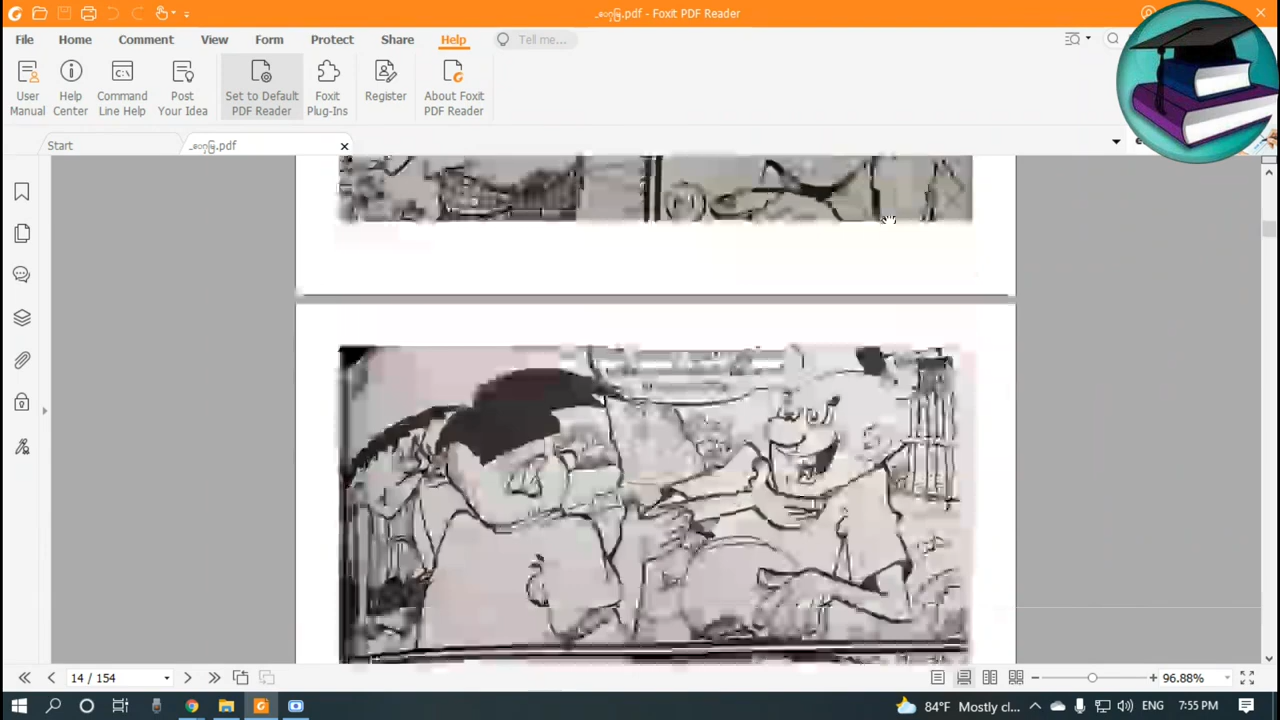 .pdf - Foxit PDF Reader
File Home Comment View Form Protect Share Help Tell me...
User Manual
Help Center
Command Line Help
Post Your Idea
Set to Default PDF Reader
Foxit Plug-Ins
Register
About Foxit PDF Reader
Start
.pdf
14 / 154
96.88%
84°F Mostly cl...
ENG
7:55 PM